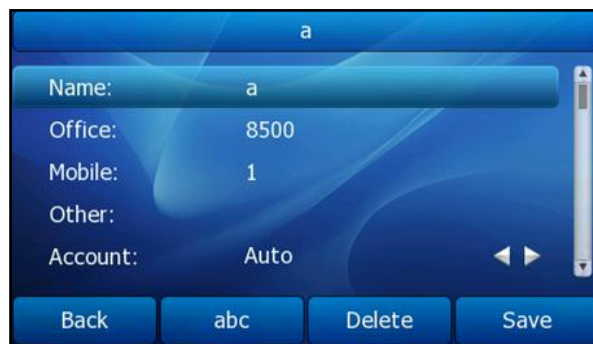 a
Name: a
Office: 8500
Mobile: 1
Other:
Account: Auto
Back abc Delete Save